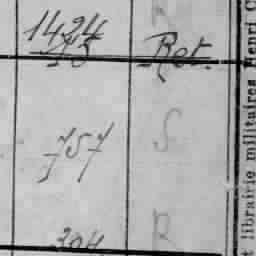 1424 Ret.
757 S
304 R
t librairie militaires Henri C